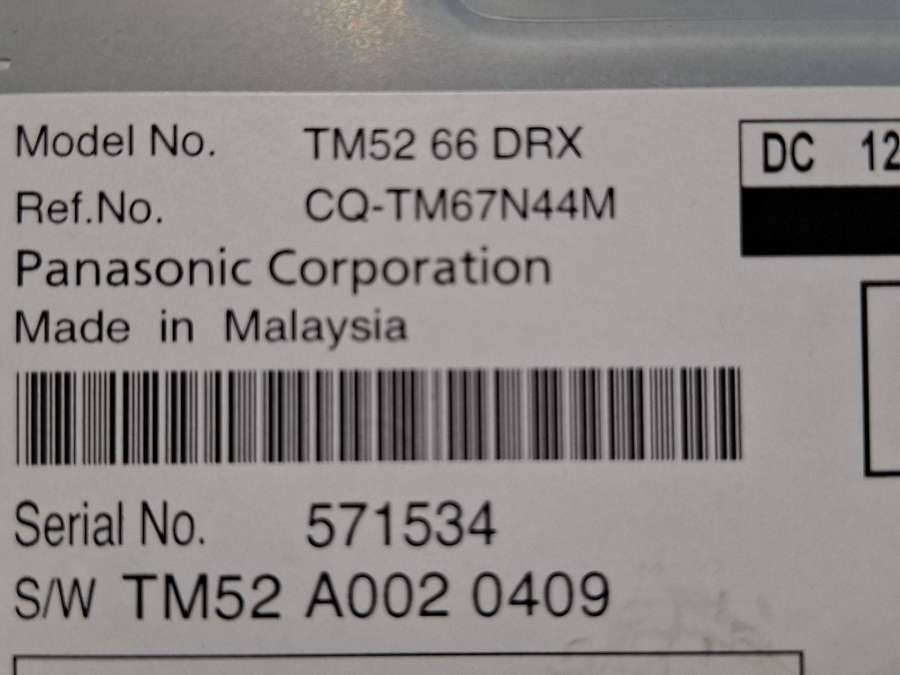 Model No. TM52 66 DRX
DC 12
Ref.No. CQ-TM67N44M
Panasonic Corporation
Made in Malaysia
Serial No. 571534
S/W TM52 A002 0409